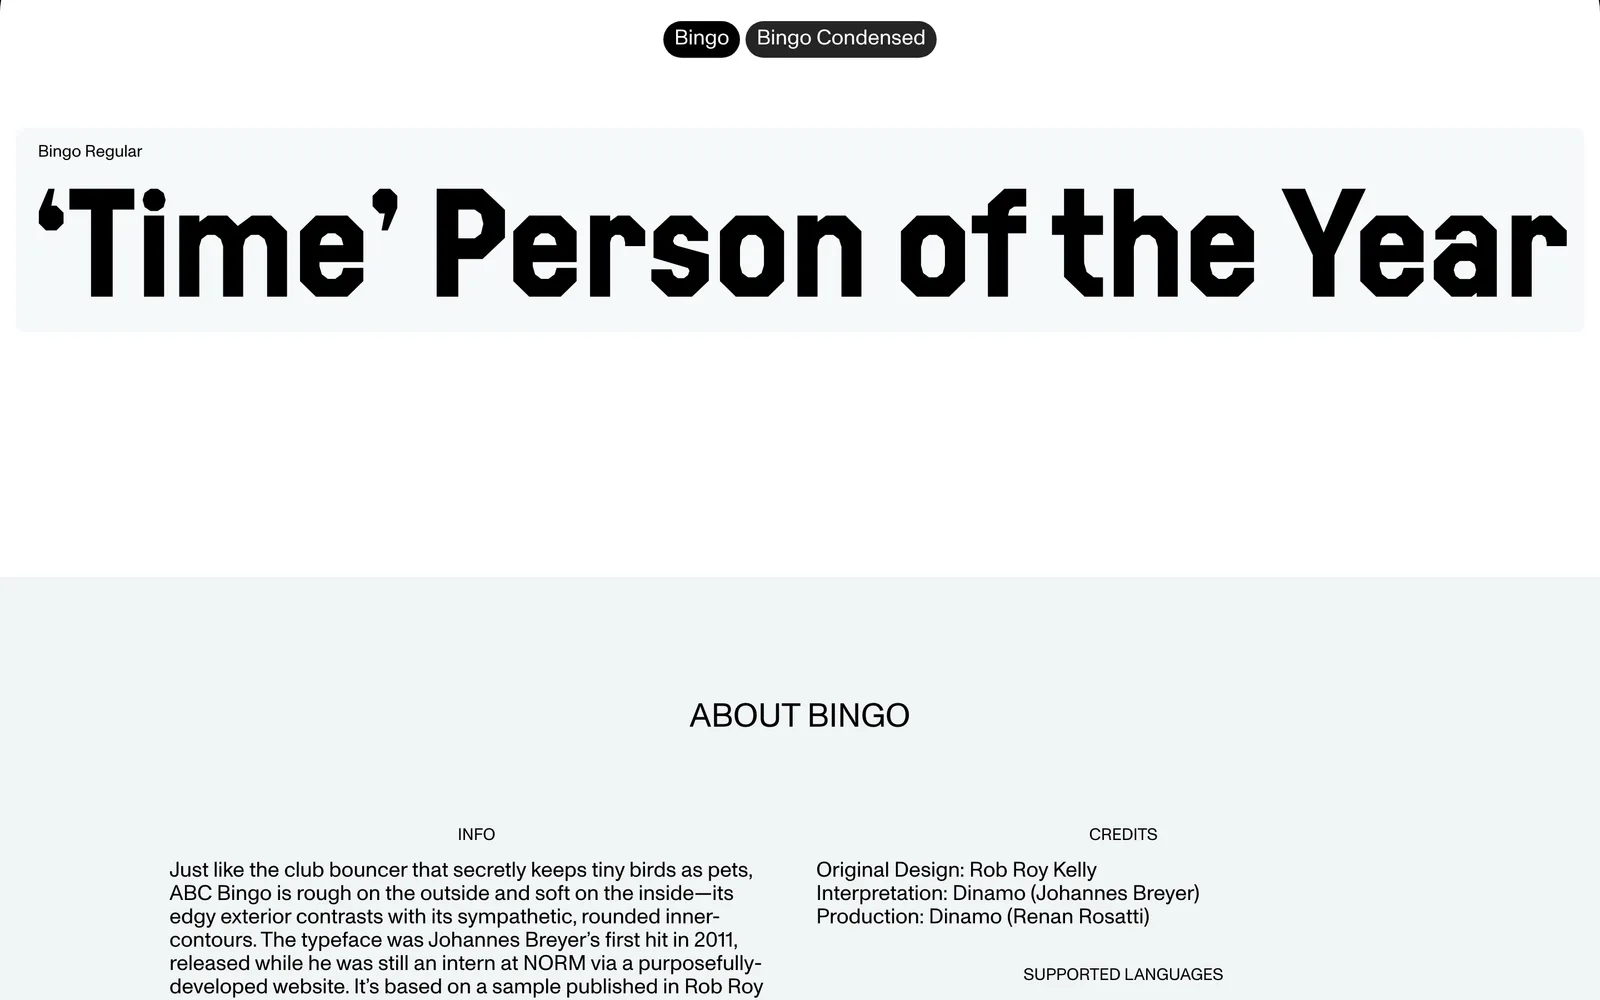 Bingo
Bingo Condensed
Bingo Regular
‘Time’ Person of the Year
ABOUT BINGO
INFO
Just like the club bouncer that secretly keeps tiny birds as pets,
ABC Bingo is rough on the outside and soft on the inside—its
edgy exterior contrasts with its sympathetic, rounded inner-
contours. The typeface was Johannes Breyer’s first hit in 2011,
released while he was still an intern at NORM via a purposefully-
developed website. It’s based on a sample published in Rob Roy
CREDITS
Original Design: Rob Roy Kelly
Interpretation: Dinamo (Johannes Breyer)
Production: Dinamo (Renan Rosatti)
SUPPORTED LANGUAGES